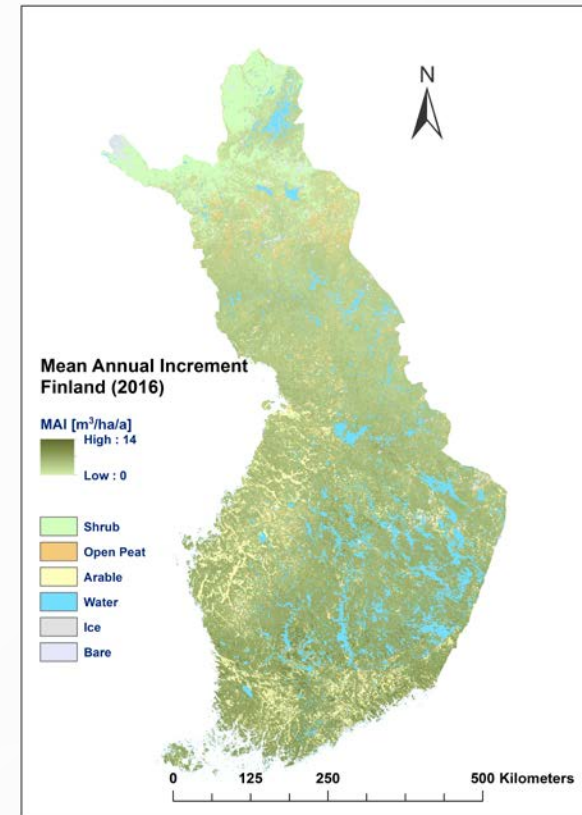 N
Mean Annual Increment
Finland (2016)
MAI [m³/ha/a]
High : 14
Low : 0
Shrub
Open Peat
Arable
Water
Ice
Bare
0 125 250 500 Kilometers